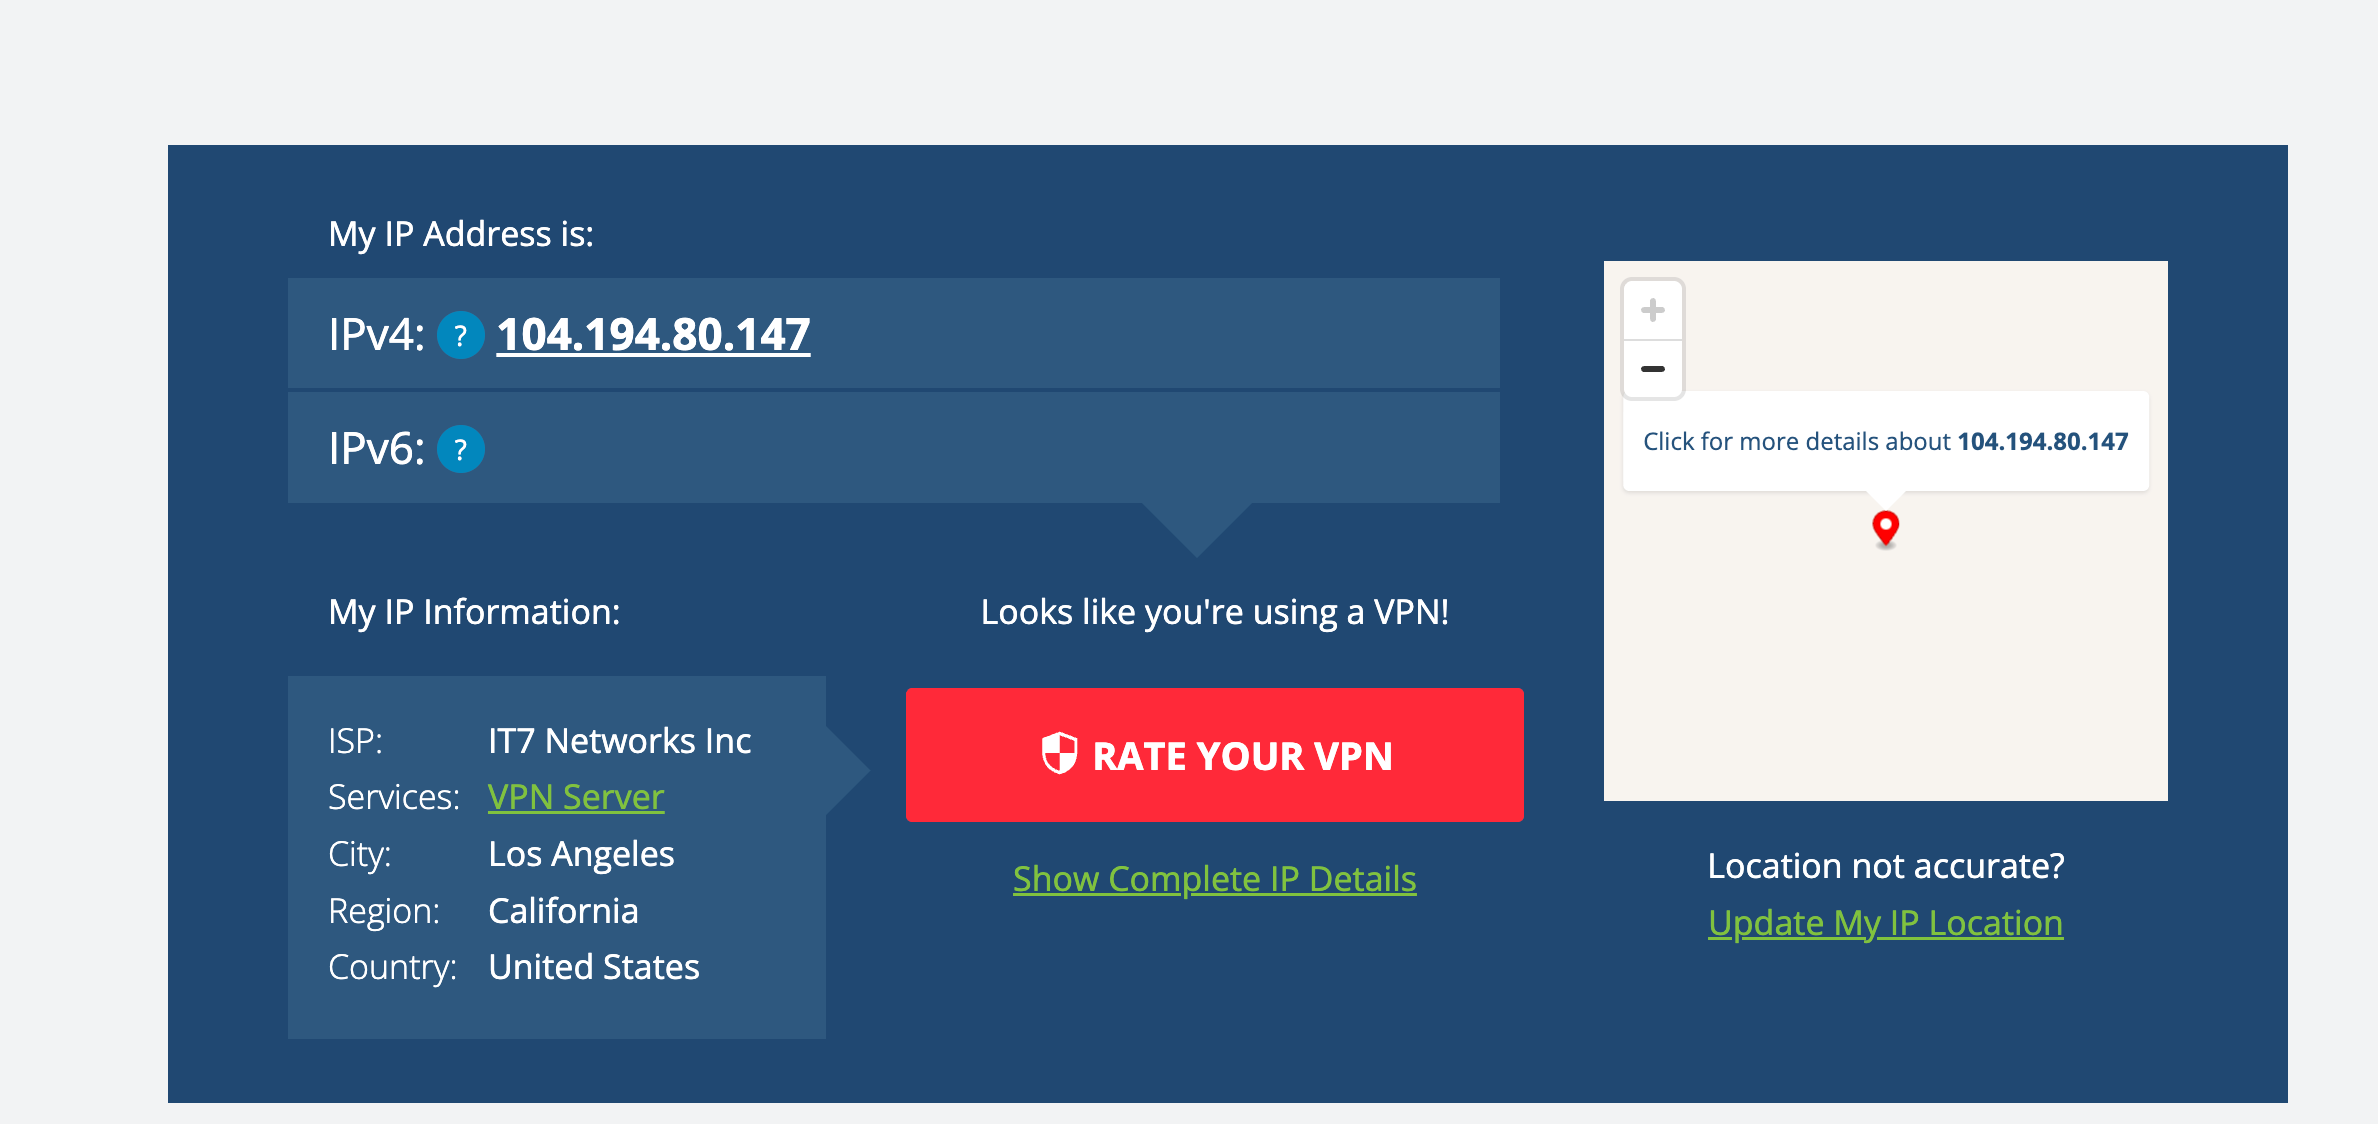 My IP Address is:
IPv4: ? 104.194.80.147
IPv6: ?
My IP Information:
ISP: IT7 Networks Inc
Services: VPN Server
City: Los Angeles
Region: California
Country: United States
Looks like you're using a VPN!
RATE YOUR VPN
Show Complete IP Details
+
−
Click for more details about 104.194.80.147
Location not accurate?
Update My IP Location